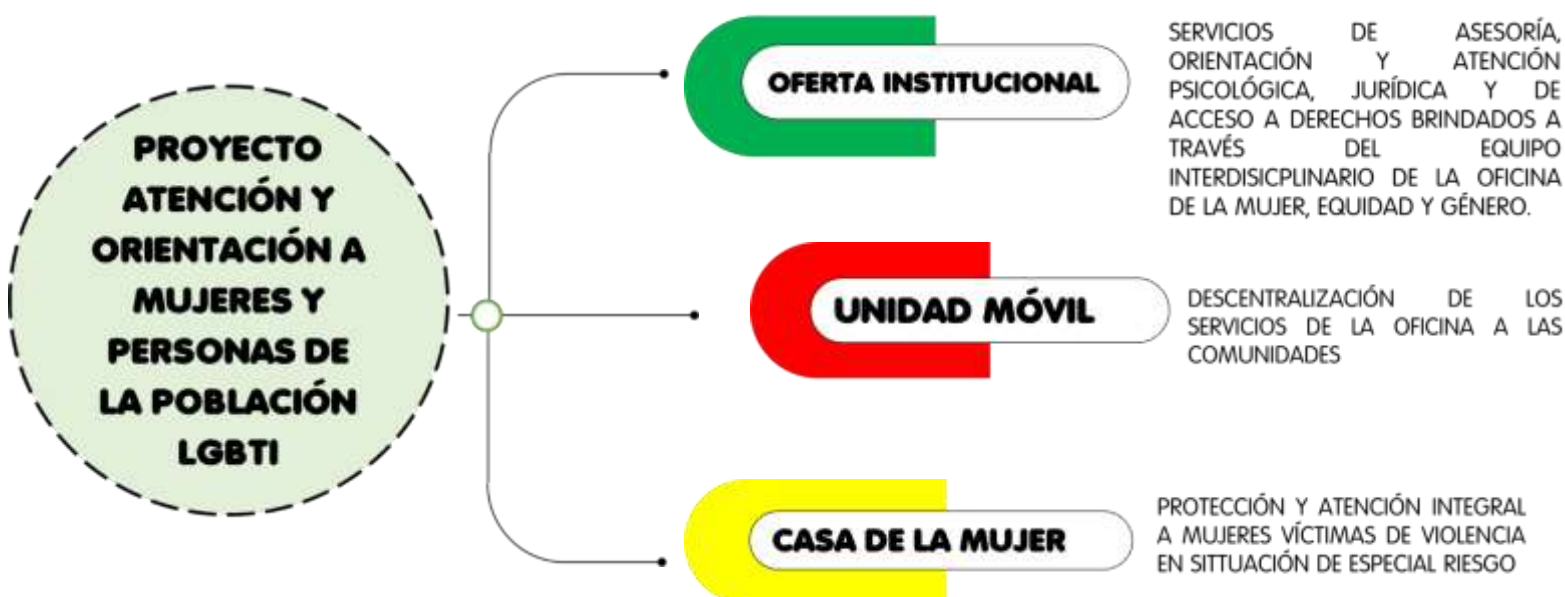 PROYECTO
ATENCIÓN Y
ORIENTACIÓN A
MUJERES Y
PERSONAS DE
LA POBLACIÓN
LGBTI
OFERTA INSTITUCIONAL
SERVICIOS DE ASESORÍA,
ORIENTACIÓN Y ATENCIÓN
PSICOLÓGICA, JURÍDICA Y DE
ACCESO A DERECHOS BRINDADOS A
TRAVÉS DEL EQUIPO
INTERDISICPLINARIO DE LA OFICINA
DE LA MUJER, EQUIDAD Y GÉNERO.
UNIDAD MÓVIL
DESCENTRALIZACIÓN DE LOS
SERVICIOS DE LA OFICINA A LAS
COMUNIDADES
CASA DE LA MUJER
PROTECCIÓN Y ATENCIÓN INTEGRAL
A MUJERES VÍCTIMAS DE VIOLENCIA
EN SITTUACIÓN DE ESPECIAL RIESGO